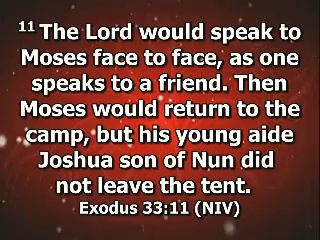 11 The Lord would speak to
Moses face to face, as one
speaks to a friend. Then
Moses would return to the
camp, but his young aide
Joshua son of Nun did
not leave the tent.
Exodus 33:11 (NIV)